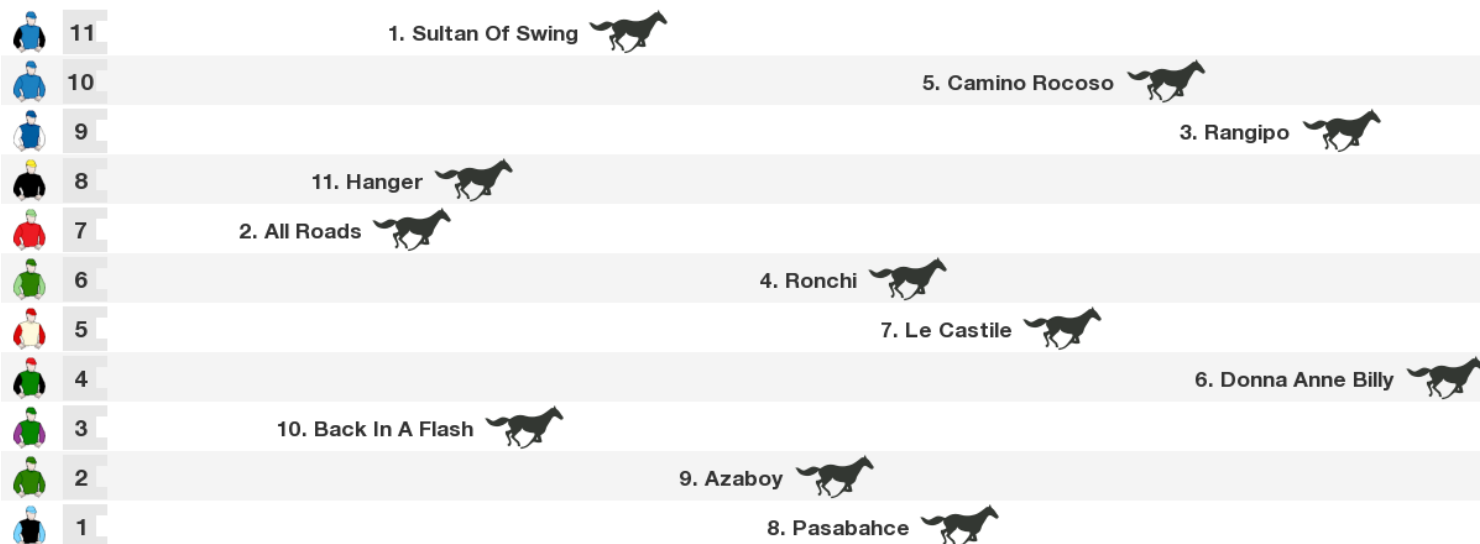 11 1. Sultan Of Swing
10 5. Camino Rocoso
9 3. Rangipo
8 11. Hanger
7 2. All Roads
6 4. Ronchi
5 7. Le Castile
4 6. Donna Anne Billy
3 10. Back In A Flash
2 9. Azaboy
1 8. Pasabahce